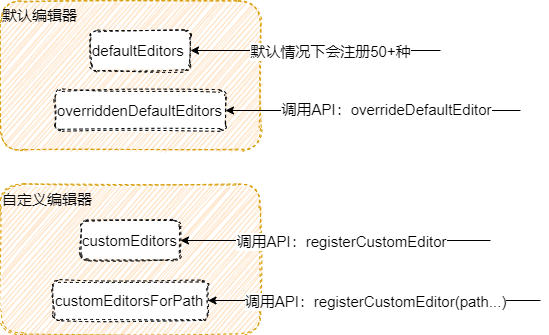 默认编辑器
defaultEditors
默认情况下会注册50+种
overriddenDefaultEditors
调用API：overrideDefaultEditor
自定义编辑器
customEditors
调用API：registerCustomEditor
customEditorsForPath
调用API：registerCustomEditor(path...)